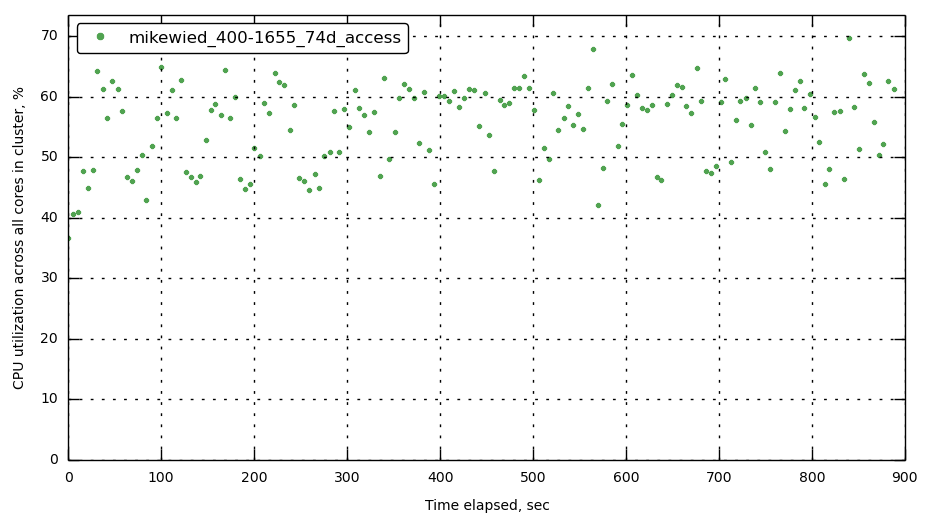 mikewied_400-1655_74d_access
70
60
50
40
30
20
10
0
0 100 200 300 400 500 600 700 800 900
CPU utilization across all cores in cluster, %
Time elapsed, sec